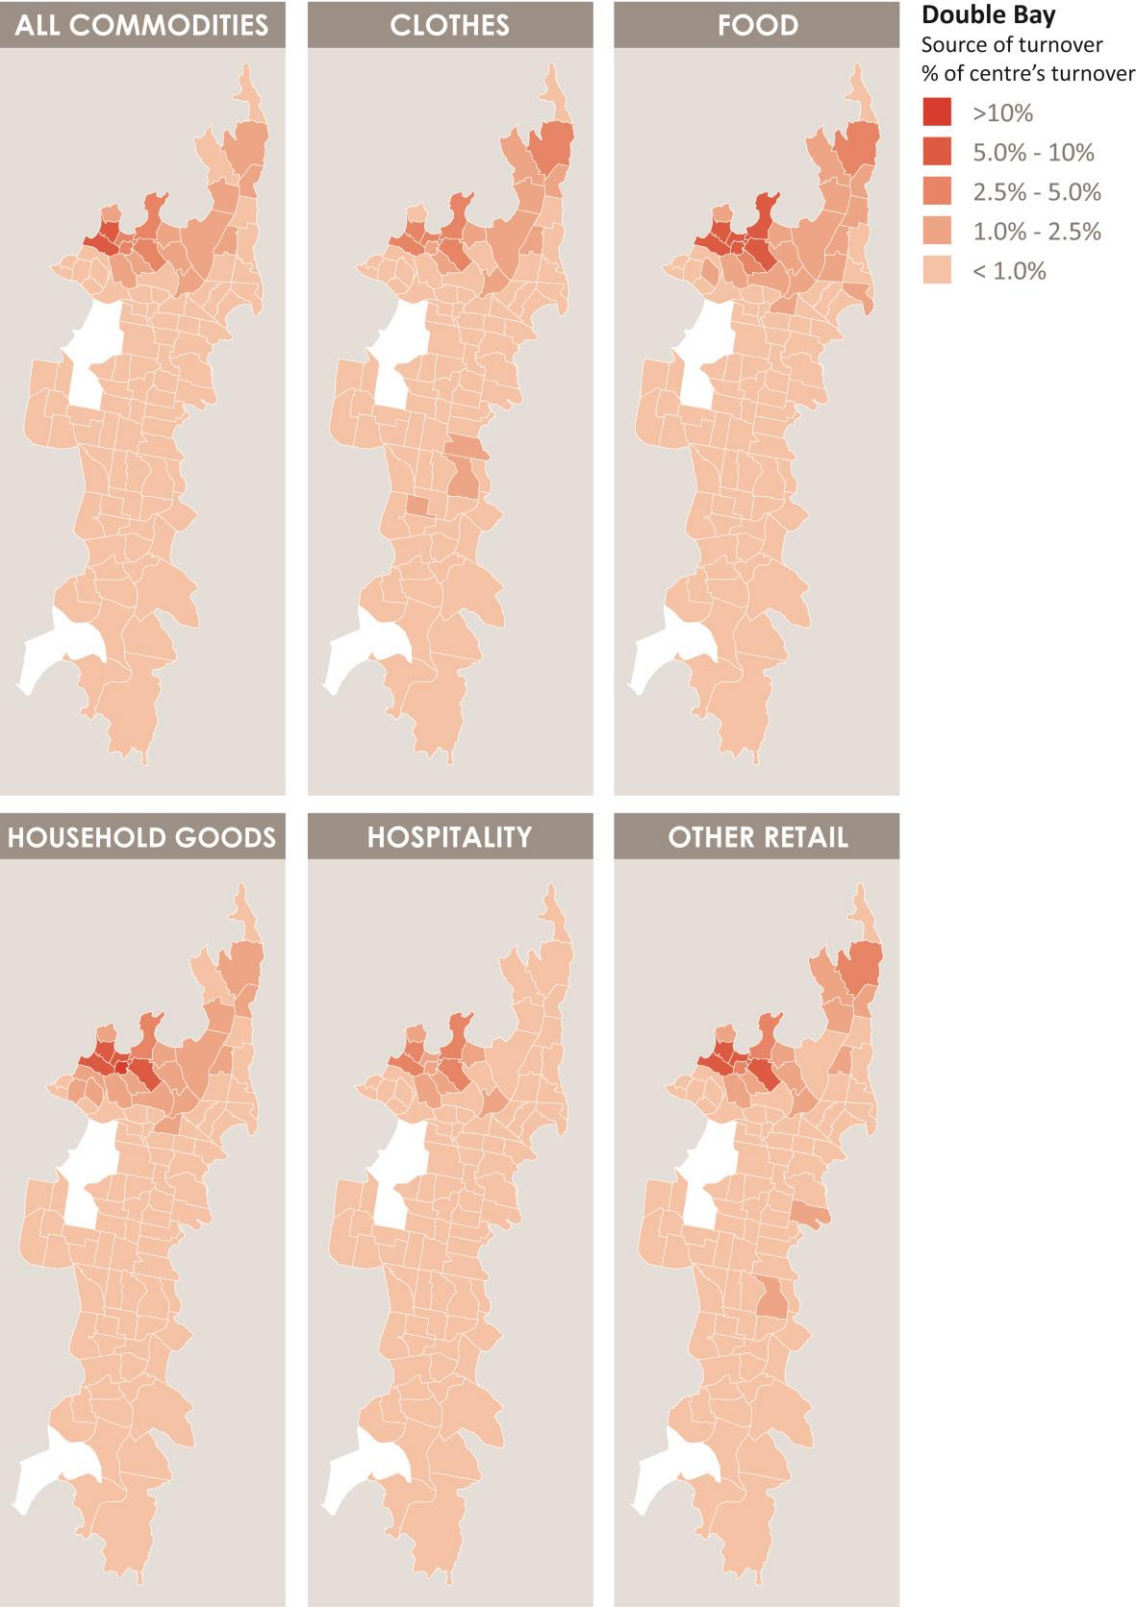 ALL COMMODITIES
CLOTHES
FOOD
Double Bay
Source of turnover
% of centre's turnover
>10%
5.0% - 10%
2.5% - 5.0%
1.0% - 2.5%
< 1.0%
HOUSEHOLD GOODS
HOSPITALITY
OTHER RETAIL